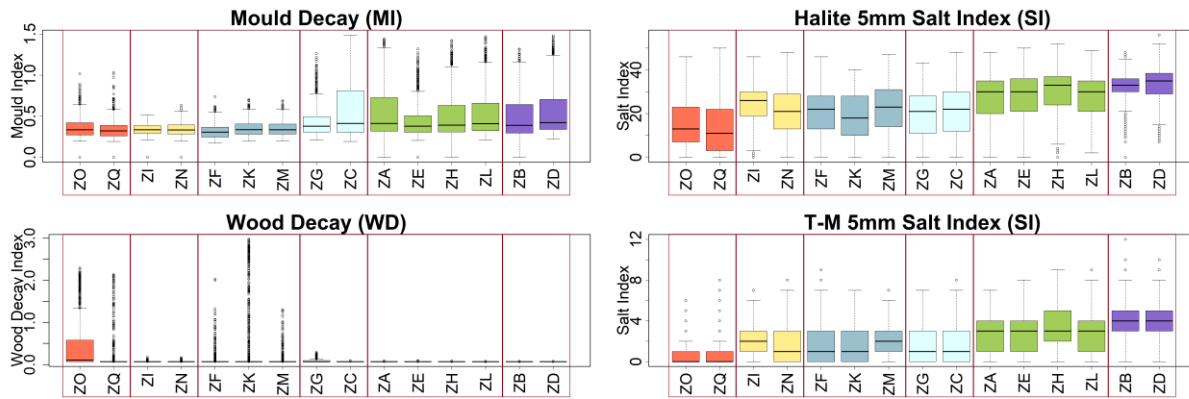 Mould Decay (MI)
Mould Index
0.0 0.5 1.0 1.5
ZO ZQ ZI ZN ZF ZK ZM ZG ZC ZA ZE ZH ZL ZB ZD
Halite 5mm Salt Index (SI)
Salt Index
0 20 40
ZO ZQ ZI ZN ZF ZK ZM ZG ZC ZA ZE ZH ZL ZB ZD
Wood Decay (WD)
Wood Decay Index
0.0 1.0 2.0 3.0
ZO ZQ ZI ZN ZF ZK ZM ZG ZC ZA ZE ZH ZL ZB ZD
T-M 5mm Salt Index (SI)
Salt Index
0 4 8 12
ZO ZQ ZI ZN ZF ZK ZM ZG ZC ZA ZE ZH ZL ZB ZD